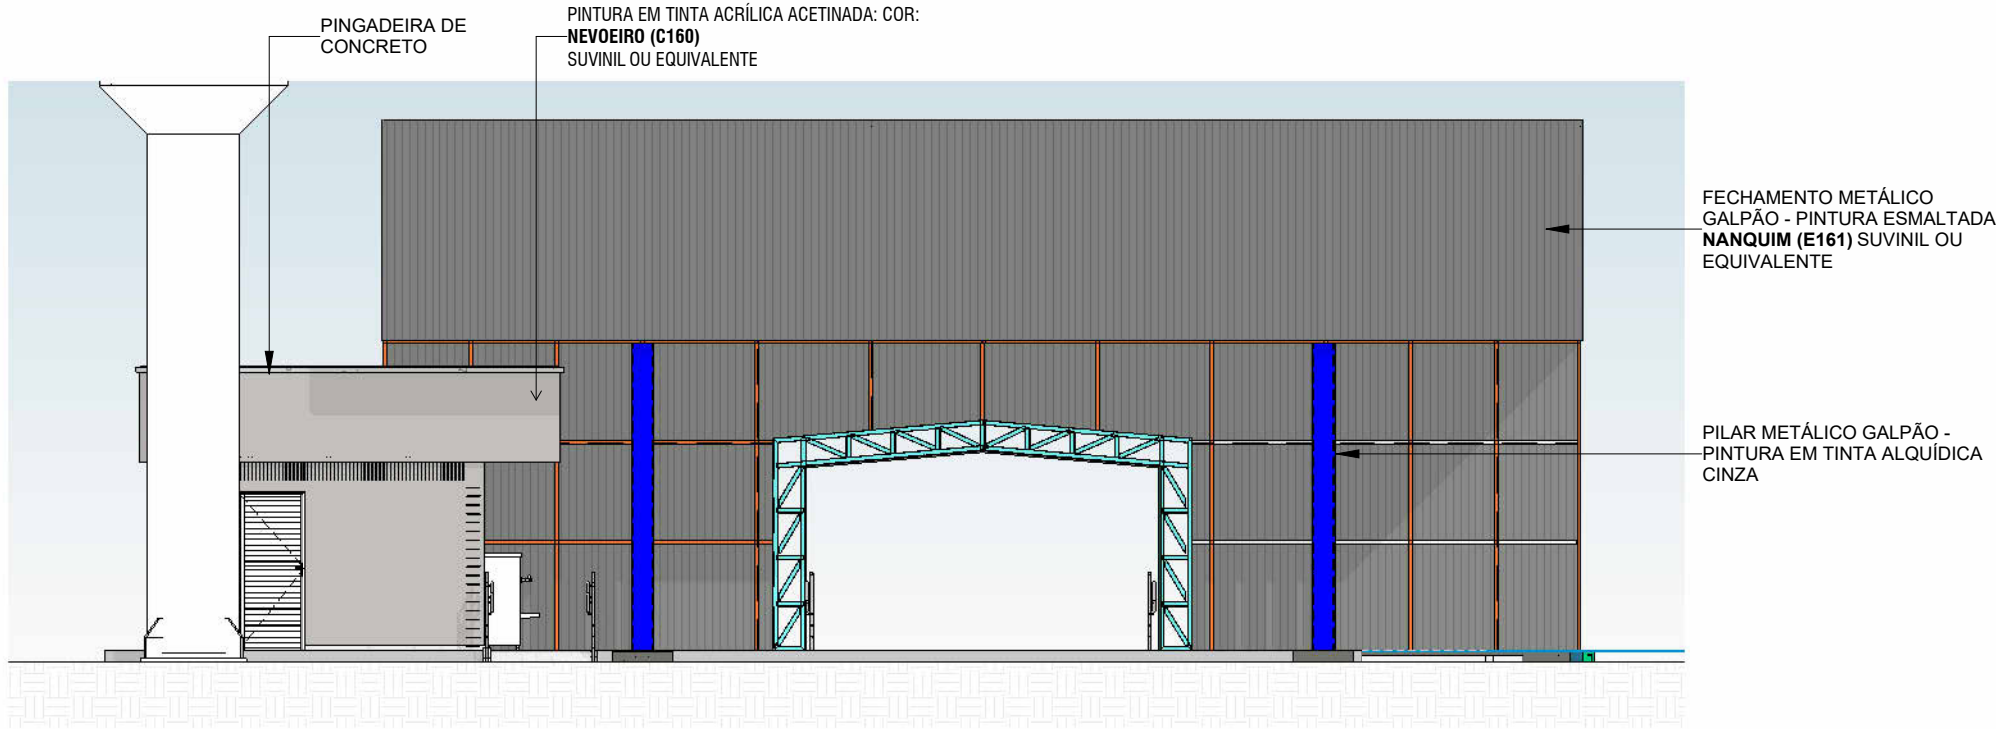 PINGADEIRA DE
CONCRETO
PINTURA EM TINTA ACRÍLICA ACETINADA: COR:
NEVOEIRO (C160)
SUVINIL OU EQUIVALENTE
FECHAMENTO METÁLICO
GALPÃO - PINTURA ESMALTADA
NANQUIM (E161) SUVINIL OU
EQUIVALENTE
PILAR METÁLICO GALPÃO -
PINTURA EM TINTA ALQUÍDICA
CINZA